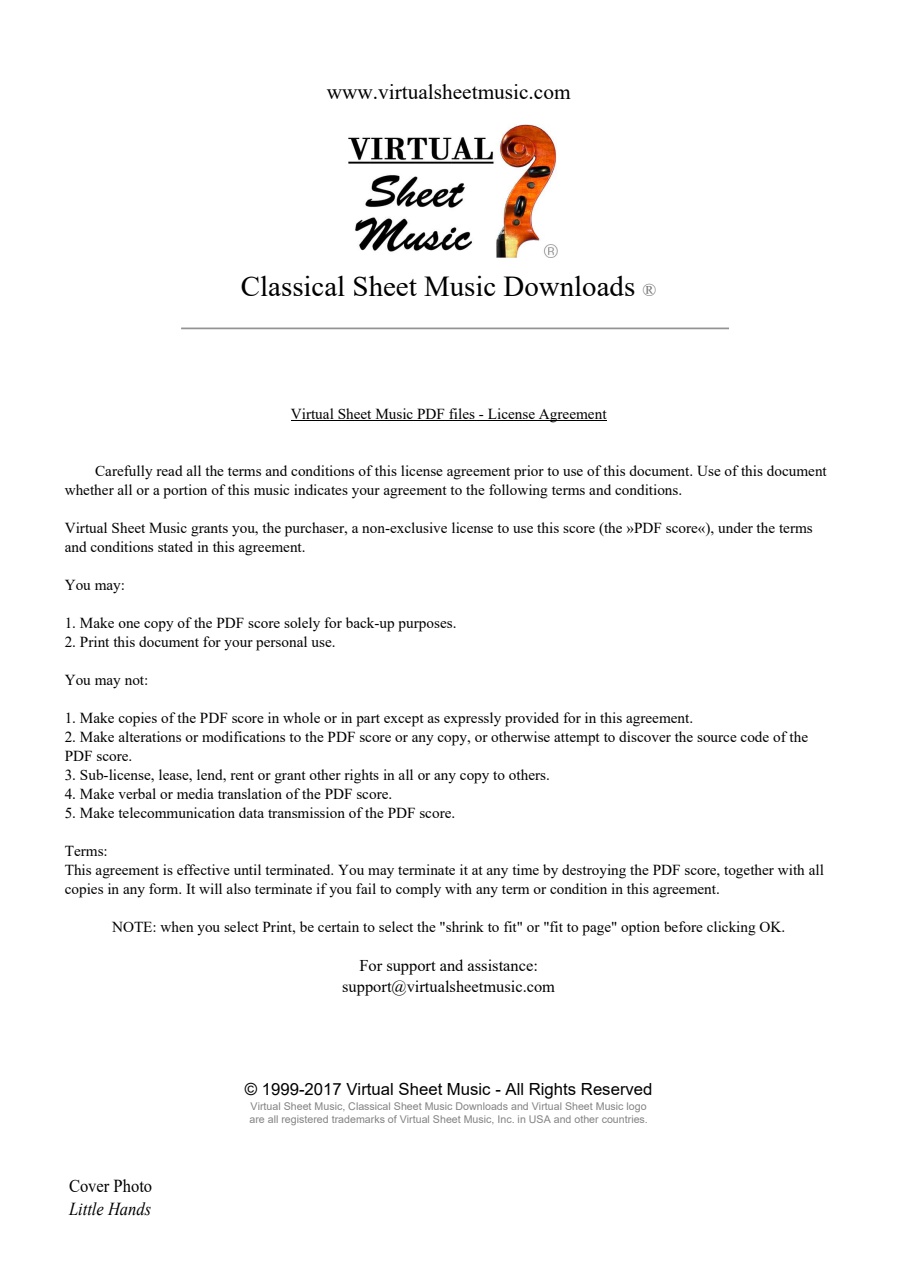 www.virtualsheetmusic.com
VIRTUAL
Sheet
Music
®
Classical Sheet Music Downloads ®
Virtual Sheet Music PDF files - License Agreement
Carefully read all the terms and conditions of this license agreement prior to use of this document. Use of this document
whether all or a portion of this music indicates your agreement to the following terms and conditions.
Virtual Sheet Music grants you, the purchaser, a non-exclusive license to use this score (the »PDF score«), under the terms
and conditions stated in this agreement.
You may:
1. Make one copy of the PDF score solely for back-up purposes.
2. Print this document for your personal use.
You may not:
1. Make copies of the PDF score in whole or in part except as expressly provided for in this agreement.
2. Make alterations or modifications to the PDF score or any copy, or otherwise attempt to discover the source code of the
PDF score.
3. Sub-license, lease, lend, rent or grant other rights in all or any copy to others.
4. Make verbal or media translation of the PDF score.
5. Make telecommunication data transmission of the PDF score.
Terms:
This agreement is effective until terminated. You may terminate it at any time by destroying the PDF score, together with all
copies in any form. It will also terminate if you fail to comply with any term or condition in this agreement.
NOTE: when you select Print, be certain to select the "shrink to fit" or "fit to page" option before clicking OK.
For support and assistance:
support@virtualsheetmusic.com
© 1999-2017 Virtual Sheet Music - All Rights Reserved
Virtual Sheet Music, Classical Sheet Music Downloads and Virtual Sheet Music logo
are all registered trademarks of Virtual Sheet Music, Inc. in USA and other countries.
Cover Photo
Little Hands